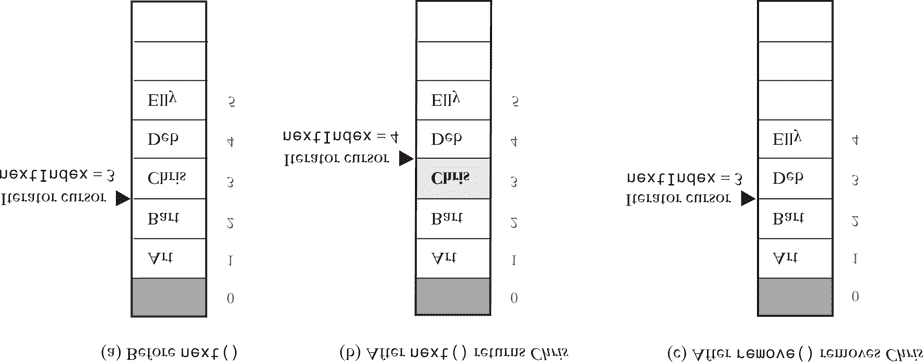 (a) Before next()
0
Art 1
Bart 2
Iterator cursor
nextIndex = 3
Chris 3
Deb 4
Elly 5
(b) After next() returns Chris
0
Art 1
Bart 2
Chris 3
Iterator cursor
nextIndex = 4
Deb 4
Elly 5
(c) After remove() removes Chris
0
Art 1
Bart 2
Iterator cursor
nextIndex = 3
Deb 3
Elly 4